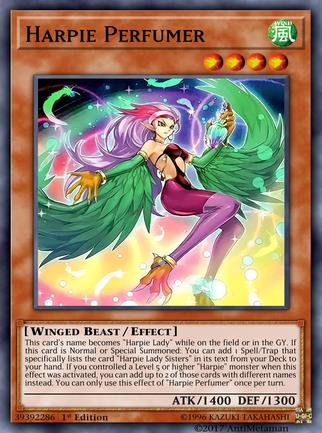 HARPIE PERFUMER
WIND
風
[WINGED BEAST / EFFECT]
This card's name becomes "Harpie Lady" while on the field or in the GY. If
this card is Normal or Special Summoned: You can add 1 Spell/Trap that
specifically lists the card "Harpie Lady Sisters" in its text from your Deck to
your hand. If you controlled a Level 5 or higher "Harpie" monster when this
effect was activated, you can add up to 2 of those cards with different names
instead. You can only use this effect of "Harpie Perfumer" once per turn.
ATK/1400 DEF/1300
39392286 1st Edition ©1996 KAZUKI TAKAHASHI
©2017 AntiMetaman